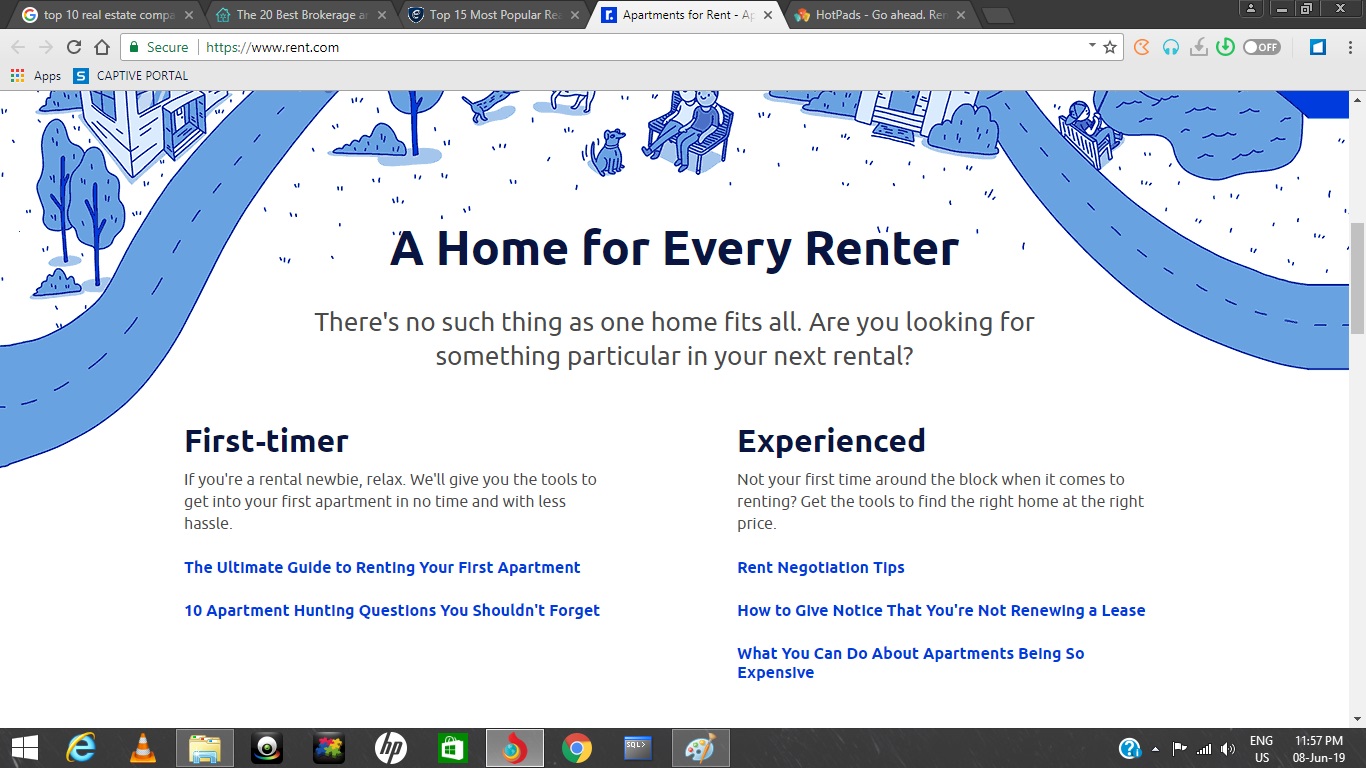 top 10 real estate compa
The 20 Best Brokerage a
Top 15 Most Popular Rea
Apartments for Rent - Ap
HotPads - Go ahead. Ren
Secure
https://www.rent.com
OFF
Apps
S
CAPTIVE PORTAL
A Home for Every Renter
There's no such thing as one home fits all. Are you looking for
something particular in your next rental?
First-timer
If you're a rental newbie, relax. We'll give you the tools to
get into your first apartment in no time and with less
hassle.
The Ultimate Guide to Renting Your First Apartment
10 Apartment Hunting Questions You Shouldn't Forget
Experienced
Not your first time around the block when it comes to
renting? Get the tools to find the right home at the right
price.
Rent Negotiation Tips
How to Give Notice That You're Not Renewing a Lease
What You Can Do About Apartments Being So
Expensive
hp
SQL>
ENG
US
11:57 PM
08-Jun-19